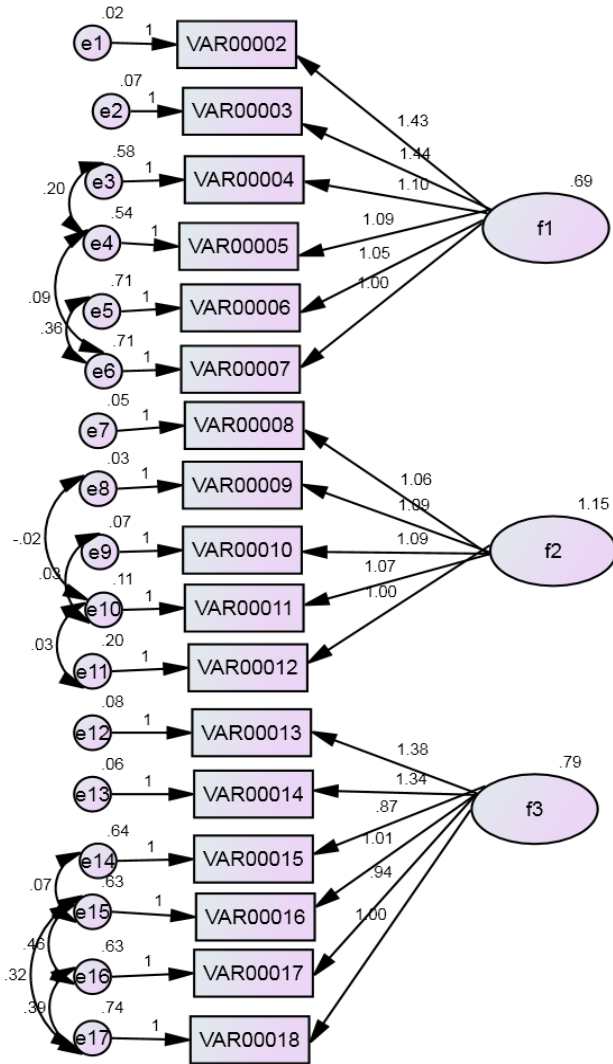 .02
e1 1 VAR00002
.07
e2 1 VAR00003
1.43
1.44
.58
e3 1 VAR00004
1.10
.69
f1
.20
.54
e4 1 VAR00005
1.09
1.05
.71
e5 1 VAR00006
1.00
.09
.36
.71
e6 1 VAR00007
.05
e7 1 VAR00008
.03
e8 1 VAR00009
1.06
1.09
1.15
f2
-.02
.07
e9 1 VAR00010
1.09
.03
.11
e10 1 VAR00011
1.07
1.00
.03
.20
e11 1 VAR00012
.08
e12 1 VAR00013
.06
e13 1 VAR00014
1.38
1.34
.79
f3
.64
e14 1 VAR00015
.87
1.01
.07
.63
e15 1 VAR00016
.94
1.00
.46
.32
.63
e16 1 VAR00017
.39
.74
e17 1 VAR00018